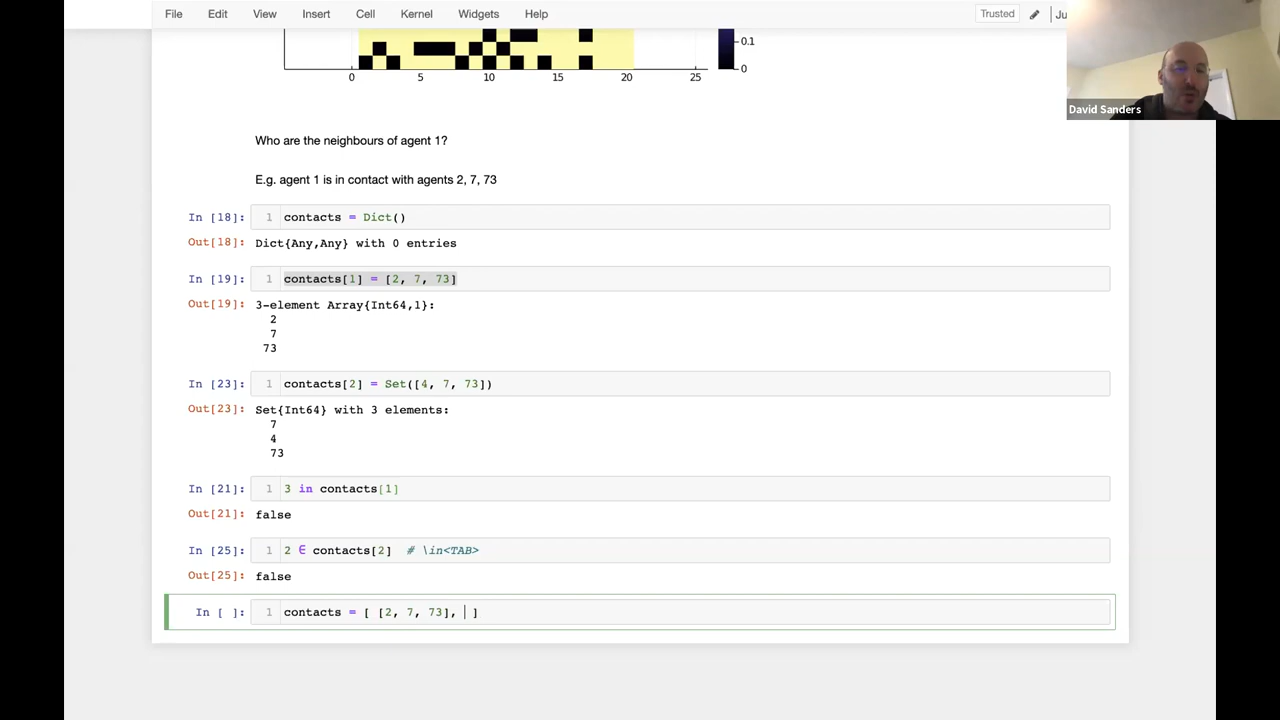 File Edit View Insert Cell Kernel Widgets Help Trusted Ju
0.1
0
0 5 10 15 20 25
David Sanders
Who are the neighbours of agent 1?
E.g. agent 1 is in contact with agents 2, 7, 73
In [18]: 1 contacts = Dict()
Out[18]: Dict{Any,Any} with 0 entries
In [19]: 1 contacts[1] = [2, 7, 73]
Out[19]: 3-element Array{Int64,1}:
2
7
73
In [23]: 1 contacts[2] = Set([4, 7, 73])
Out[23]: Set{Int64} with 3 elements:
7
4
73
In [21]: 1 3 in contacts[1]
Out[21]: false
In [25]: 1 2 ∈ contacts[2] # \in<TAB>
Out[25]: false
In [ ]: 1 contacts = [ [2, 7, 73], ]